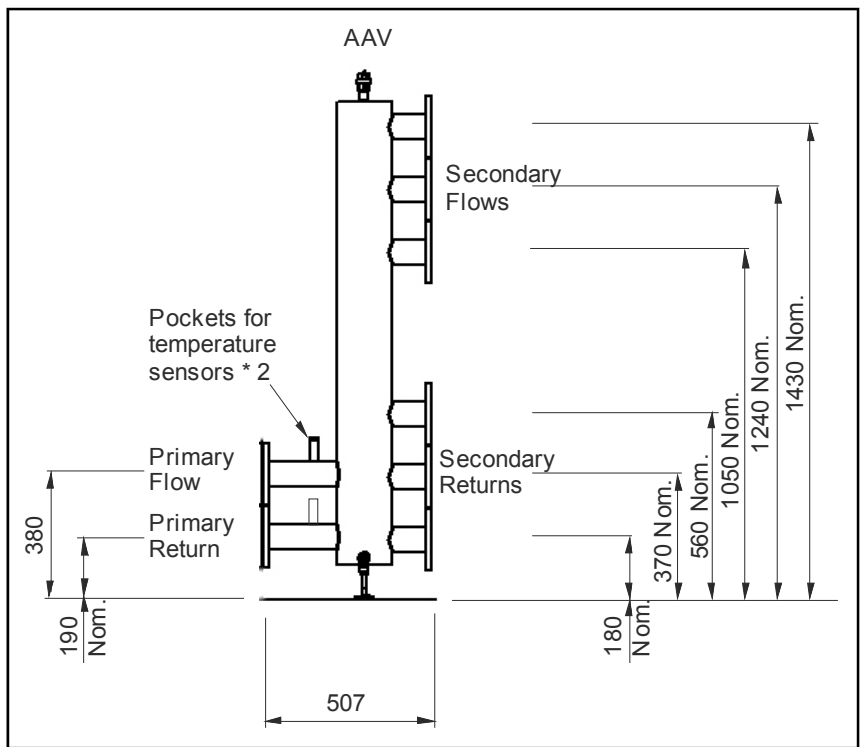 AAV
Secondary
Flows
Pockets for
temperature
sensors * 2
Primary
Flow
Secondary
Returns
Primary
Return
380
190
Nom.
507
180
Nom.
370 Nom.
560 Nom.
1050 Nom.
1240 Nom.
1430 Nom.